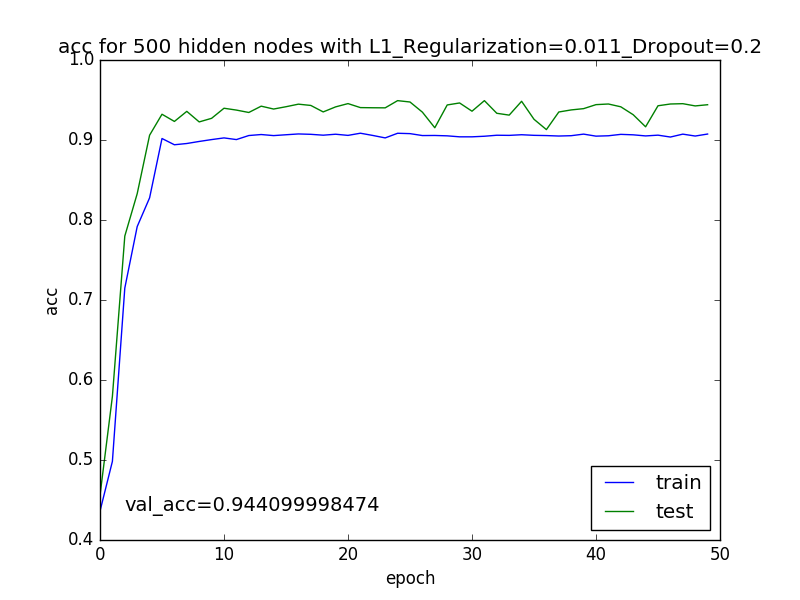 acc for 500 hidden nodes with L1_Regularization=0.011_Dropout=0.2
1.0
0.9
0.8
0.7
0.6
0.5
0.4
acc
val_acc=0.944099998474
train
test
0 10 20 30 40 50
epoch